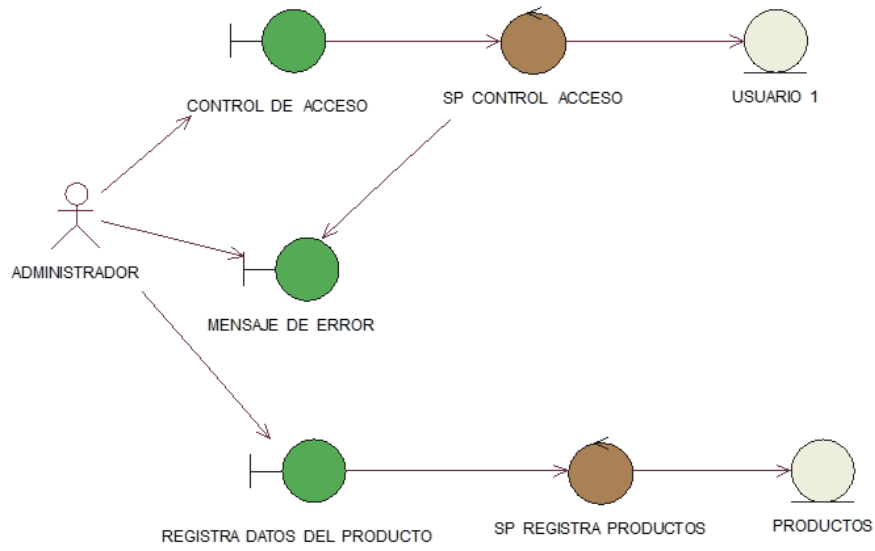 CONTROL DE ACCESO
SP CONTROL ACCESO
USUARIO 1
ADMINISTRADOR
MENSAJE DE ERROR
REGISTRA DATOS DEL PRODUCTO
SP REGISTRA PRODUCTOS
PRODUCTOS